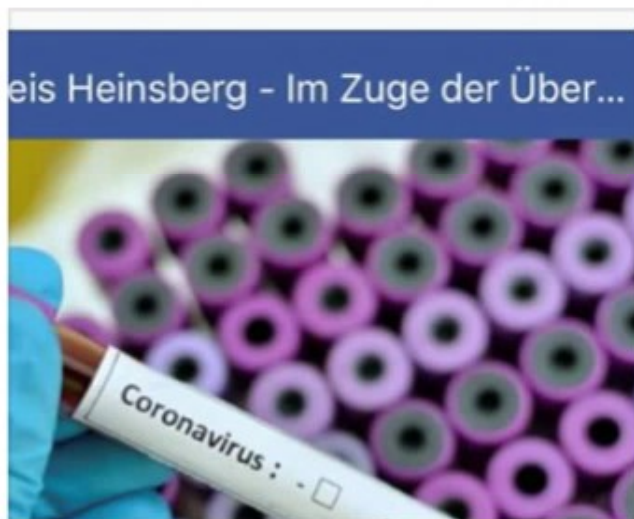 eis Heinsberg - Im Zuge der Über...
Coronavirus : - □